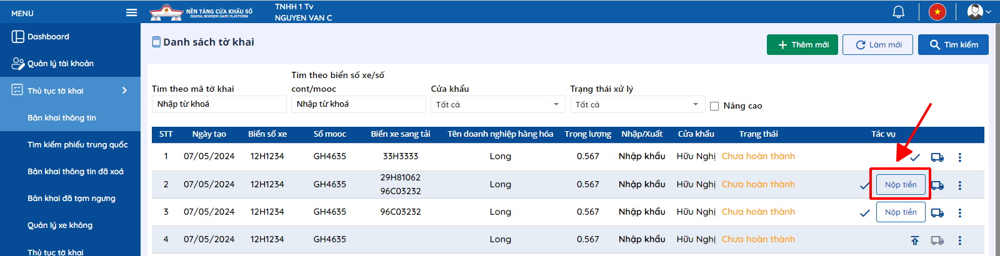 MENU
NỀN TẢNG CỬA KHẨU SỐ
DIGITAL BORDER GATE PLATFORM
TNHH 1 Tv
NGUYEN VAN C
Dashboard
Quản lý tài khoản
Thủ tục tờ khai
Bản khai thông tin
Tìm kiếm phiếu trung quốc
Bản khai thông tin đã xoá
Bản khai đã tạm ngưng
Quản lý xe không
Thủ tục tờ khai
Danh sách tờ khai
Thêm mới
Làm mới
Tìm kiếm
Tìm theo mã tờ khai
Nhập từ khoá
Tìm theo biển số xe/số
cont/mooc
Nhập từ khoá
Cửa khẩu
Tất cả
Trạng thái xử lý
Tất cả
Nâng cao
STT Ngày tạo Biển số xe Số mooc Biển xe sang tải Tên doanh nghiệp hàng hóa Trọng lượng Nhập/Xuất Cửa khẩu Trạng thái Tác vụ
1 07/05/2024 12H1234 GH4635 33H3333 Long 0.567 Nhập khẩu Hữu Nghị Chưa hoàn thành
2 07/05/2024 12H1234 GH4635 29H81062 Long 0.567 Nhập khẩu Hữu Nghị Chưa hoàn thành Nộp tiền
96C03232
3 07/05/2024 12H1234 GH4635 96C03232 Long 0.567 Nhập khẩu Hữu Nghị Chưa hoàn thành Nộp tiền
4 07/05/2024 12H1234 GH4635 Long 0.567 Nhập khẩu Hữu Nghị Chưa hoàn thành